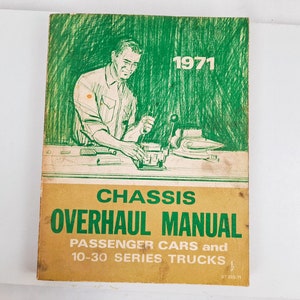 1971
CHASSIS
OVERHAUL MANUAL
PASSENGER CARS and
10-30 SERIES TRUCKS